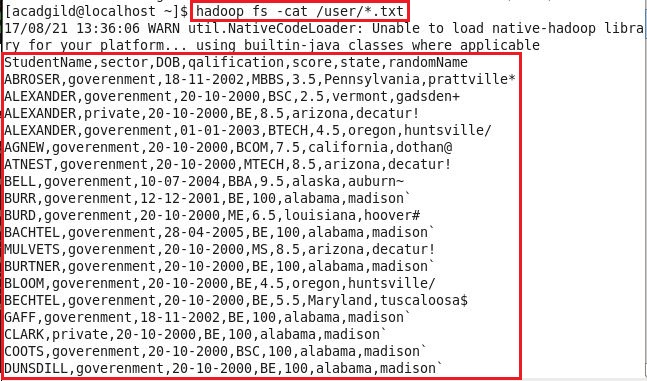 [acadgild@localhost ~]$ hadoop fs -cat /user/*.txt
17/08/21 13:36:06 WARN util.NativeCodeLoader: Unable to load native-hadoop libra
ry for your platform... using builtin-java classes where applicable
StudentName,sector,DOB,qalification,score,state,randomName
ABROSER,goverenment,18-11-2002,MBBS,3.5,Pennsylvania,prattville*
ALEXANDER,goverenment,20-10-2000,BSC,2.5,vermont,gadsden+
ALEXANDER,private,20-10-2000,BE,8.5,arizona,decatur!
ALEXANDER,goverenment,01-01-2003,BTECH,4.5,oregon,huntsville/
AGNEW,goverenment,20-10-2000,BCOM,7.5,california,dothan@
ATNEST,goverenment,20-10-2000,MTECH,8.5,arizona,decatur!
BELL,goverenment,10-07-2004,BBA,9.5,alaska,auburn~
BURR,goverenment,12-12-2001,BE,100,alabama,madison`
BURD,goverenment,20-10-2000,ME,6.5,louisiana,hoover#
BACHTEL,goverenment,28-04-2005,BE,100,alabama,madison`
MULVETS,goverenment,20-10-2000,MS,8.5,arizona,decatur!
BURTNER,goverenment,20-10-2000,BE,100,alabama,madison`
BLOOM,goverenment,20-10-2000,BE,4.5,oregon,huntsville/
BECHTEL,goverenment,20-10-2000,BE,5.5,Maryland,tuscaloosa$
GAFF,goverenment,18-11-2002,BE,100,alabama,madison`
CLARK,private,20-10-2000,BE,100,alabama,madison`
COOTS,goverenment,20-10-2000,BSC,100,alabama,madison`
DUNSDILL,goverenment,20-10-2000,BE,100,alabama,madison`